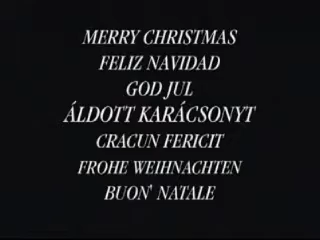 MERRY CHRISTMAS
FELIZ NAVIDAD
GOD JUL
ÁLDOTT KARÁCSONYT
CRACUN FERICIT
FROHE WEIHNACHTEN
BUON' NATALE